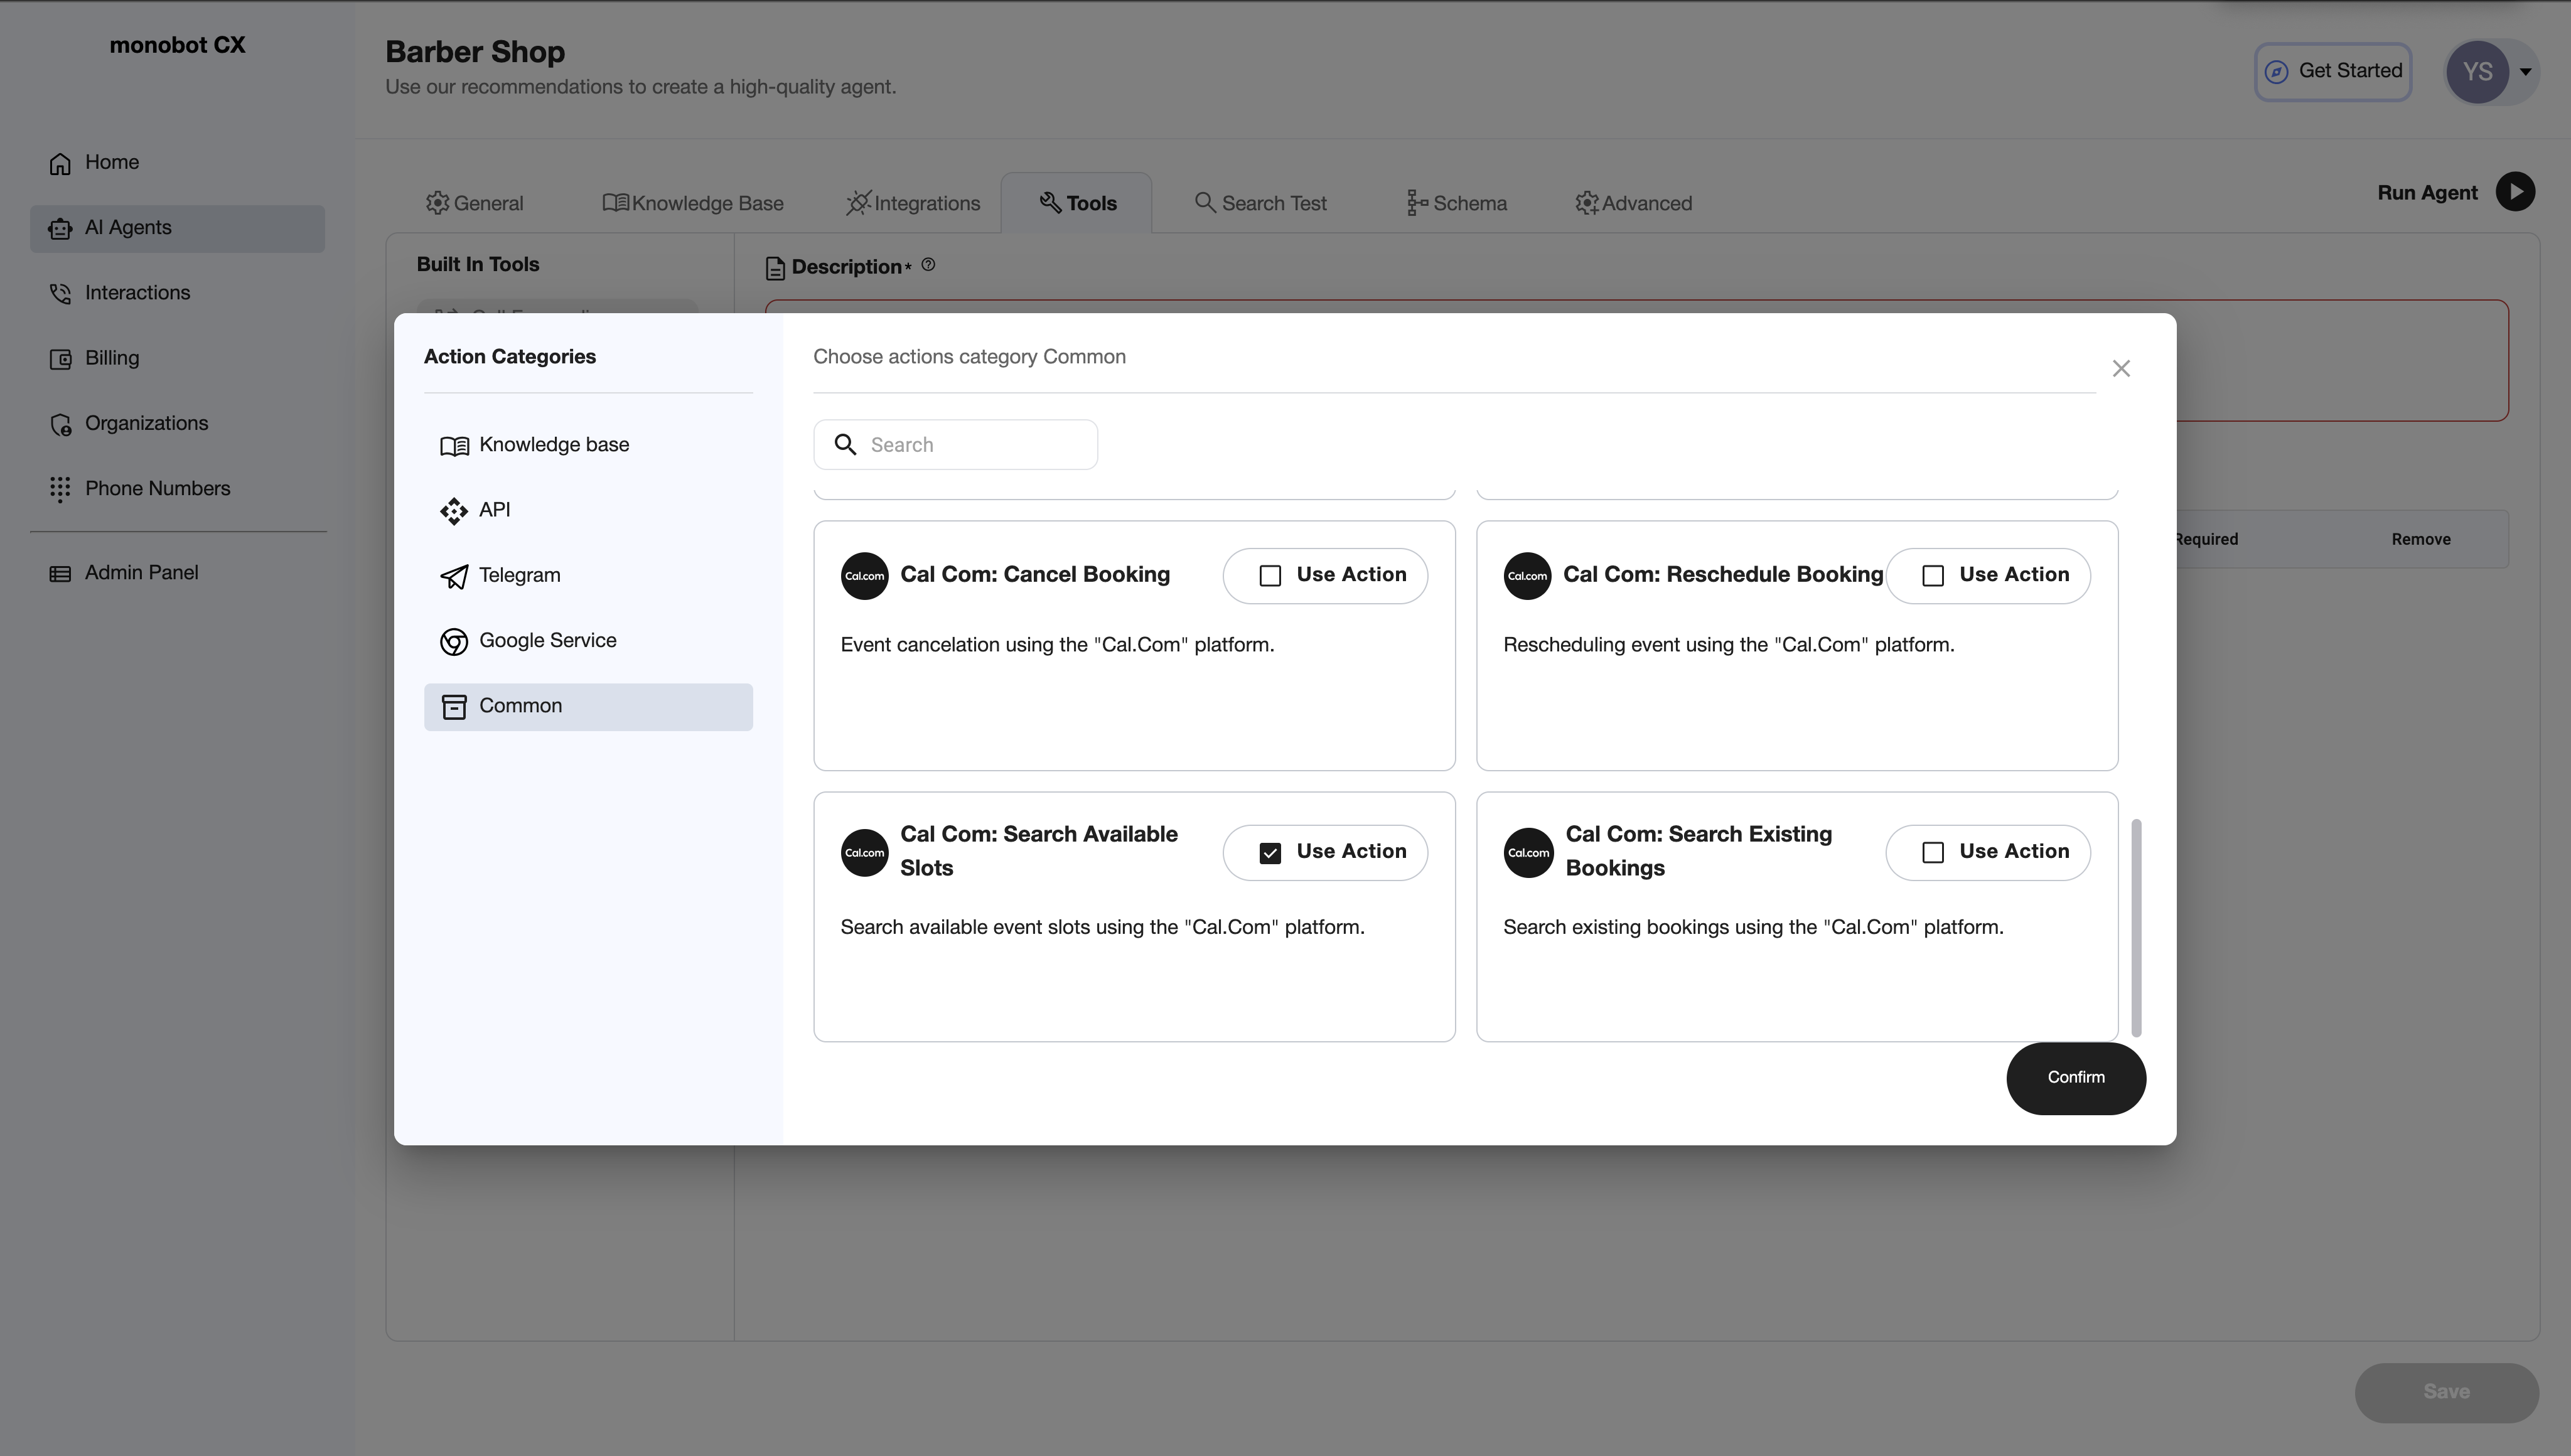 monobot CX
Home
AI Agents
Interactions
Billing
Organizations
Phone Numbers
Admin Panel
Barber Shop
Use our recommendations to create a high-quality agent.
Get Started
YS
General
Knowledge Base
Integrations
Tools
Search Test
Schema
Advanced
Run Agent
Built In Tools
Description*
Required
Remove
Action Categories
Knowledge base
API
Telegram
Google Service
Common
Choose actions category Common
Search
Cal.com
Cal Com: Cancel Booking
Use Action
Event cancelation using the "Cal.Com" platform.
Cal.com
Cal Com: Reschedule Booking
Use Action
Rescheduling event using the "Cal.Com" platform.
Cal.com
Cal Com: Search Available
Slots
Use Action
Search available event slots using the "Cal.Com" platform.
Cal.com
Cal Com: Search Existing
Bookings
Use Action
Search existing bookings using the "Cal.Com" platform.
Confirm
Save